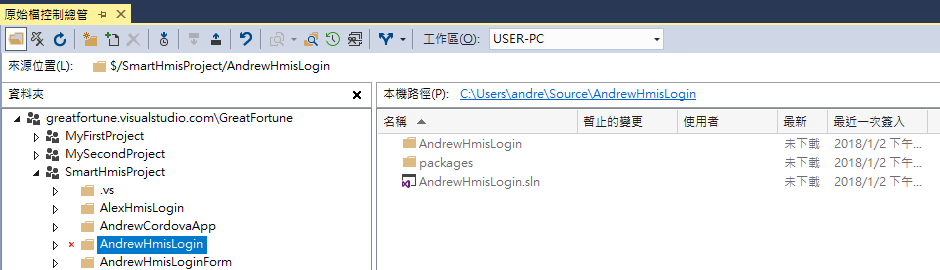 原始檔控制總管
工作區(O): USER-PC
來源位置(L): $/SmartHmisProject/AndrewHmisLogin
資料夾
greatfortune.visualstudio.com\GreatFortune
MyFirstProject
MySecondProject
SmartHmisProject
.vs
AlexHmisLogin
AndrewCordovaApp
AndrewHmisLogin
AndrewHmisLoginForm
本機路徑(P): C:\Users\andre\Source\AndrewHmisLogin
名稱 暫止的變更 使用者 最新 最近一次簽入
AndrewHmisLogin 未下載 2018/1/2 下午...
packages 未下載 2018/1/2 下午...
AndrewHmisLogin.sln 未下載 2018/1/2 下午...